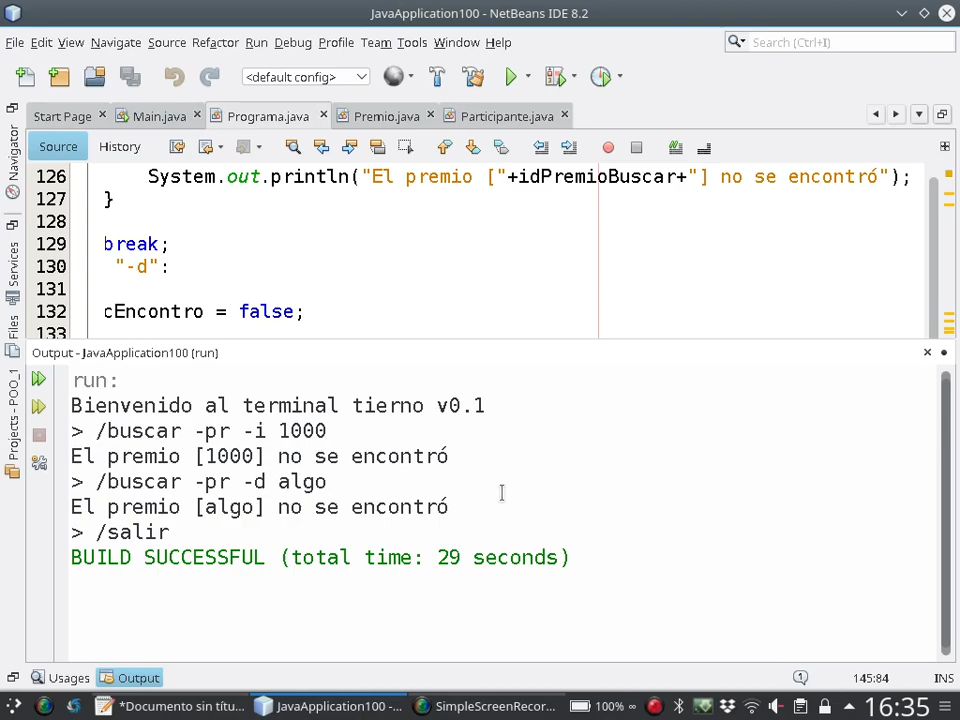 JavaApplication100 - NetBeans IDE 8.2
File Edit View Navigate Source Refactor Run Debug Profile Team Tools Window Help
Search (Ctrl+I)
<default config>
Start Page Main.java Programa.java Premio.java Participante.java
Source History
126 System.out.println("El premio ["+idPremioBuscar+"] no se encontró");
127 }
128
129 break;
130 "-d":
131
132 cEncontro = false;
133
Navigator
Services
Files
Projects - POO_1
Output - JavaApplication100 (run)
run:
Bienvenido al terminal tierno v0.1
> /buscar -pr -i 1000
El premio [1000] no se encontró
> /buscar -pr -d algo
El premio [algo] no se encontró
> /salir
BUILD SUCCESSFUL (total time: 29 seconds)
Usages Output
1
145:84 INS
*Documento sin títu... JavaApplication100 -... SimpleScreenRecor... 100% ∞ 16:35